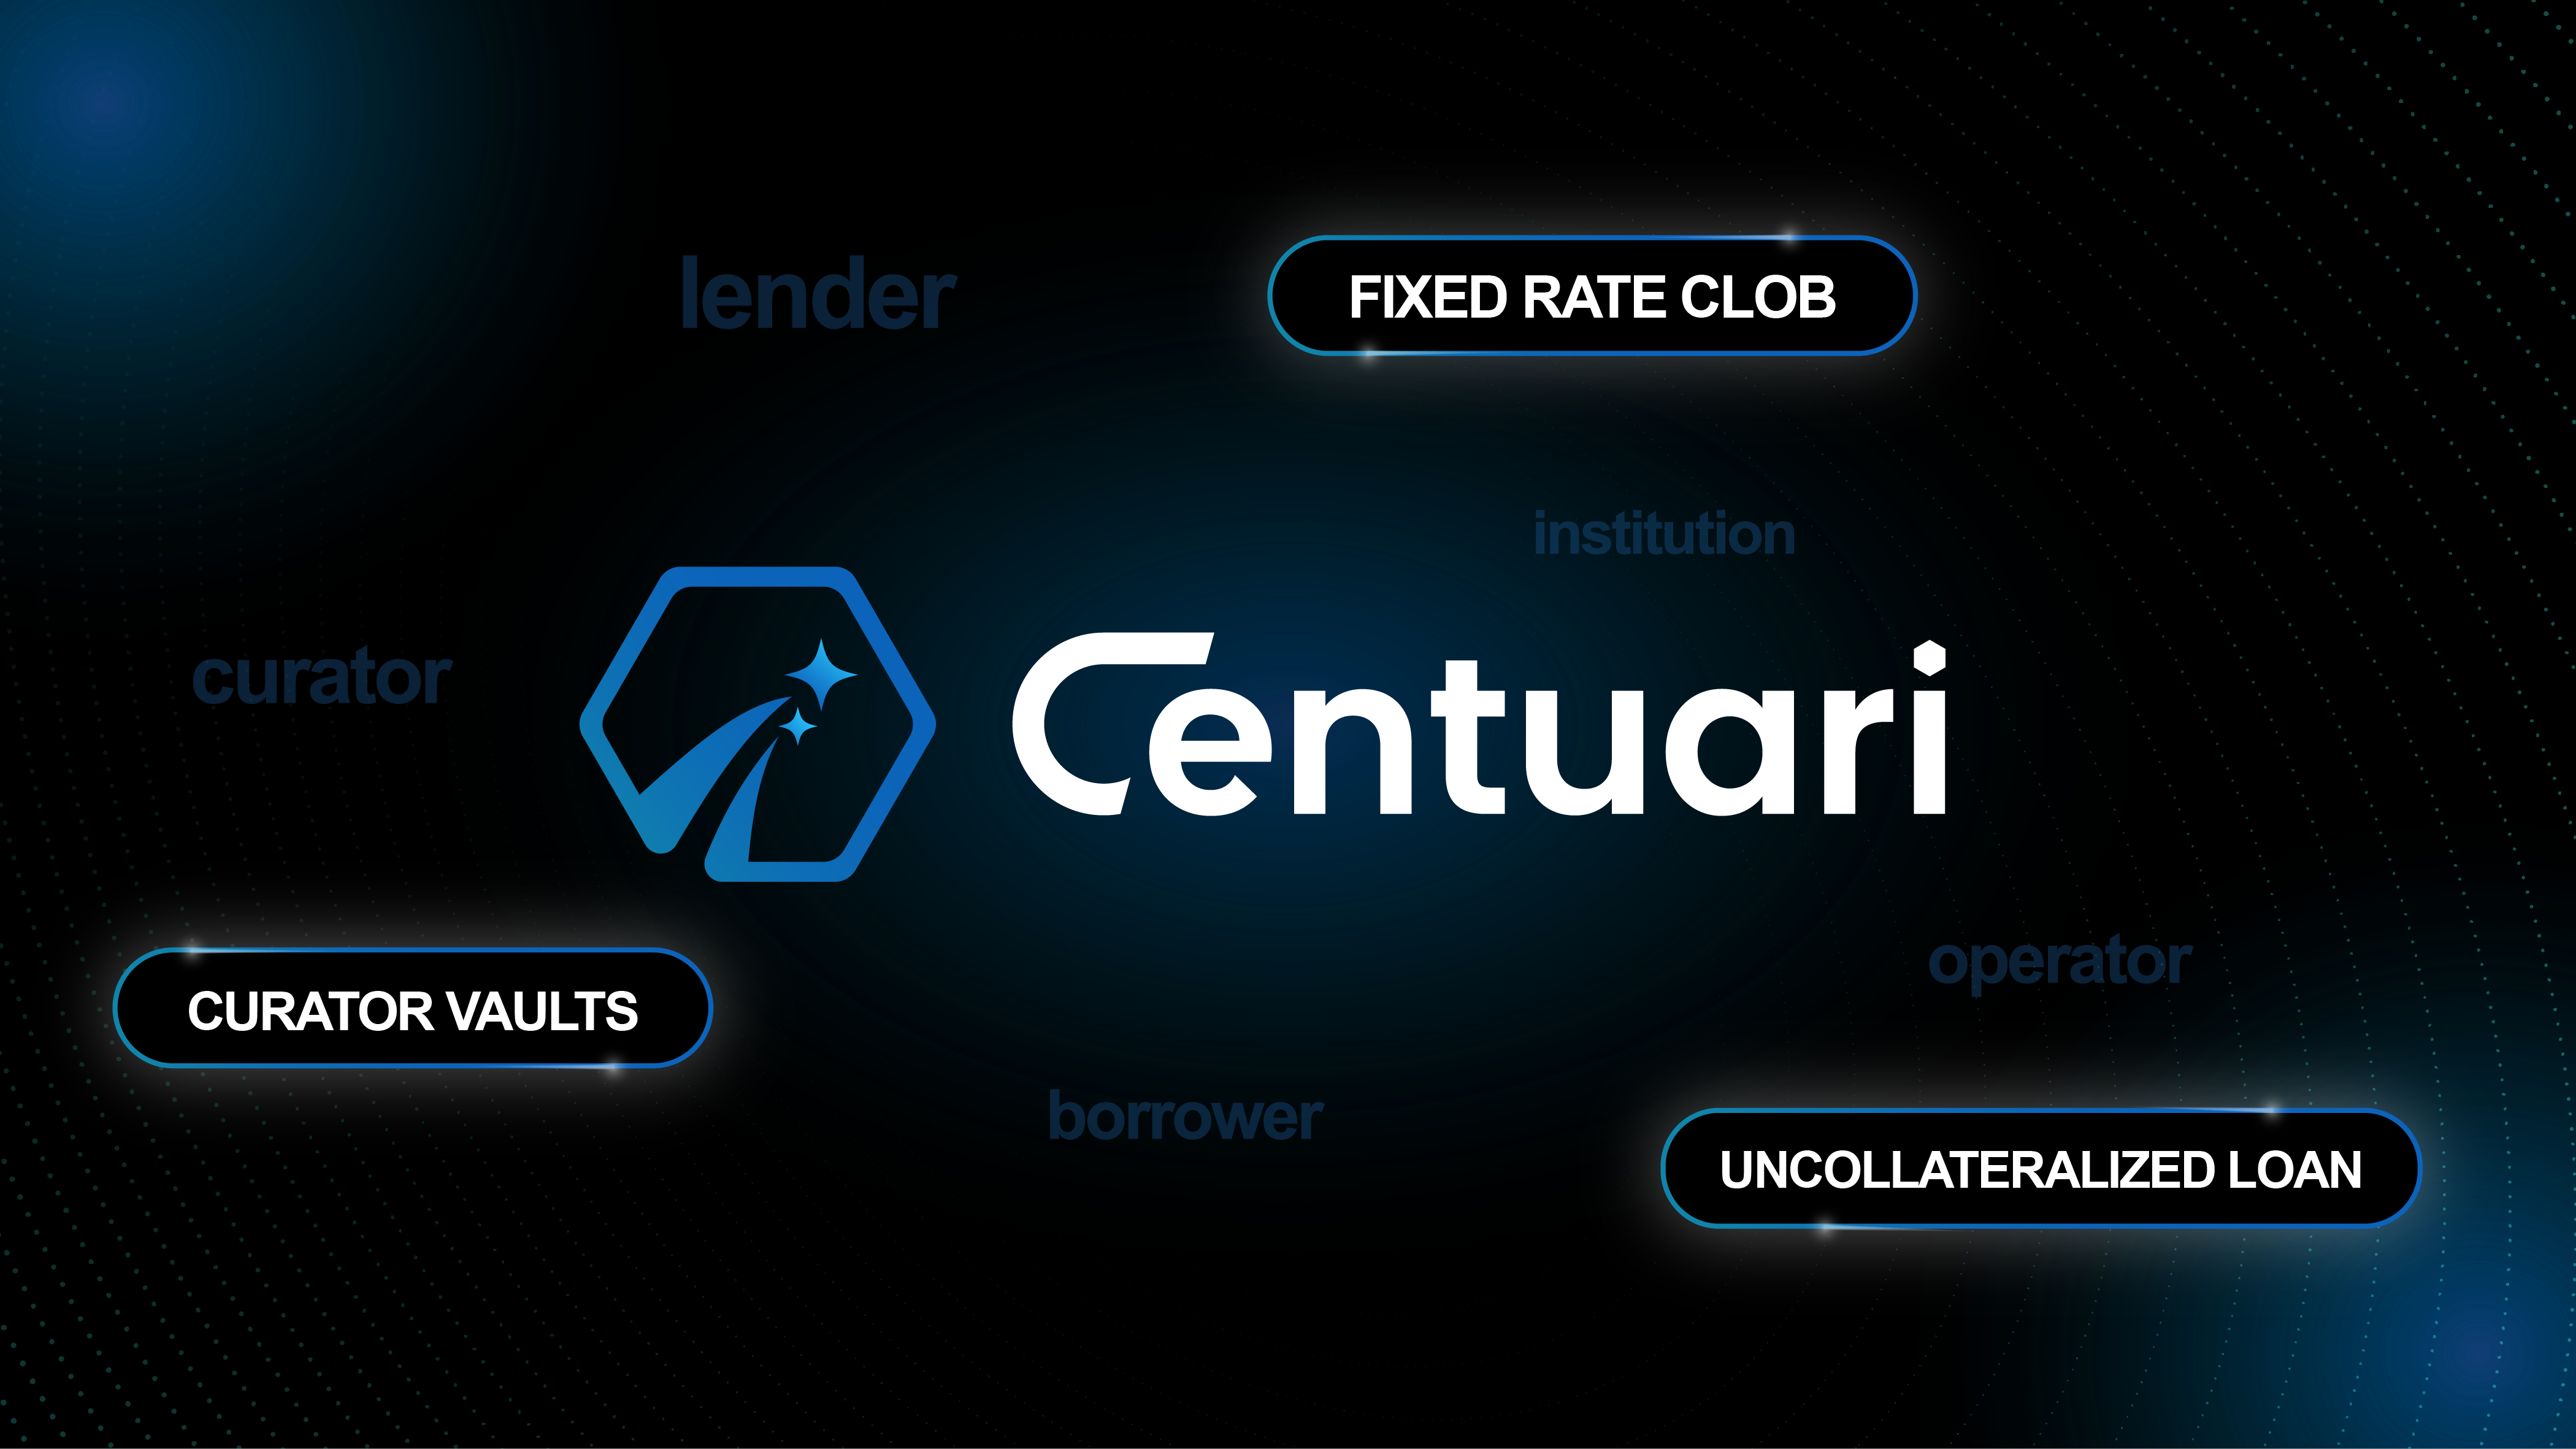 lender
FIXED RATE CLOB
institution
curator
Centuari
operator
CURATOR VAULTS
borrower
UNCOLLATERALIZED LOAN